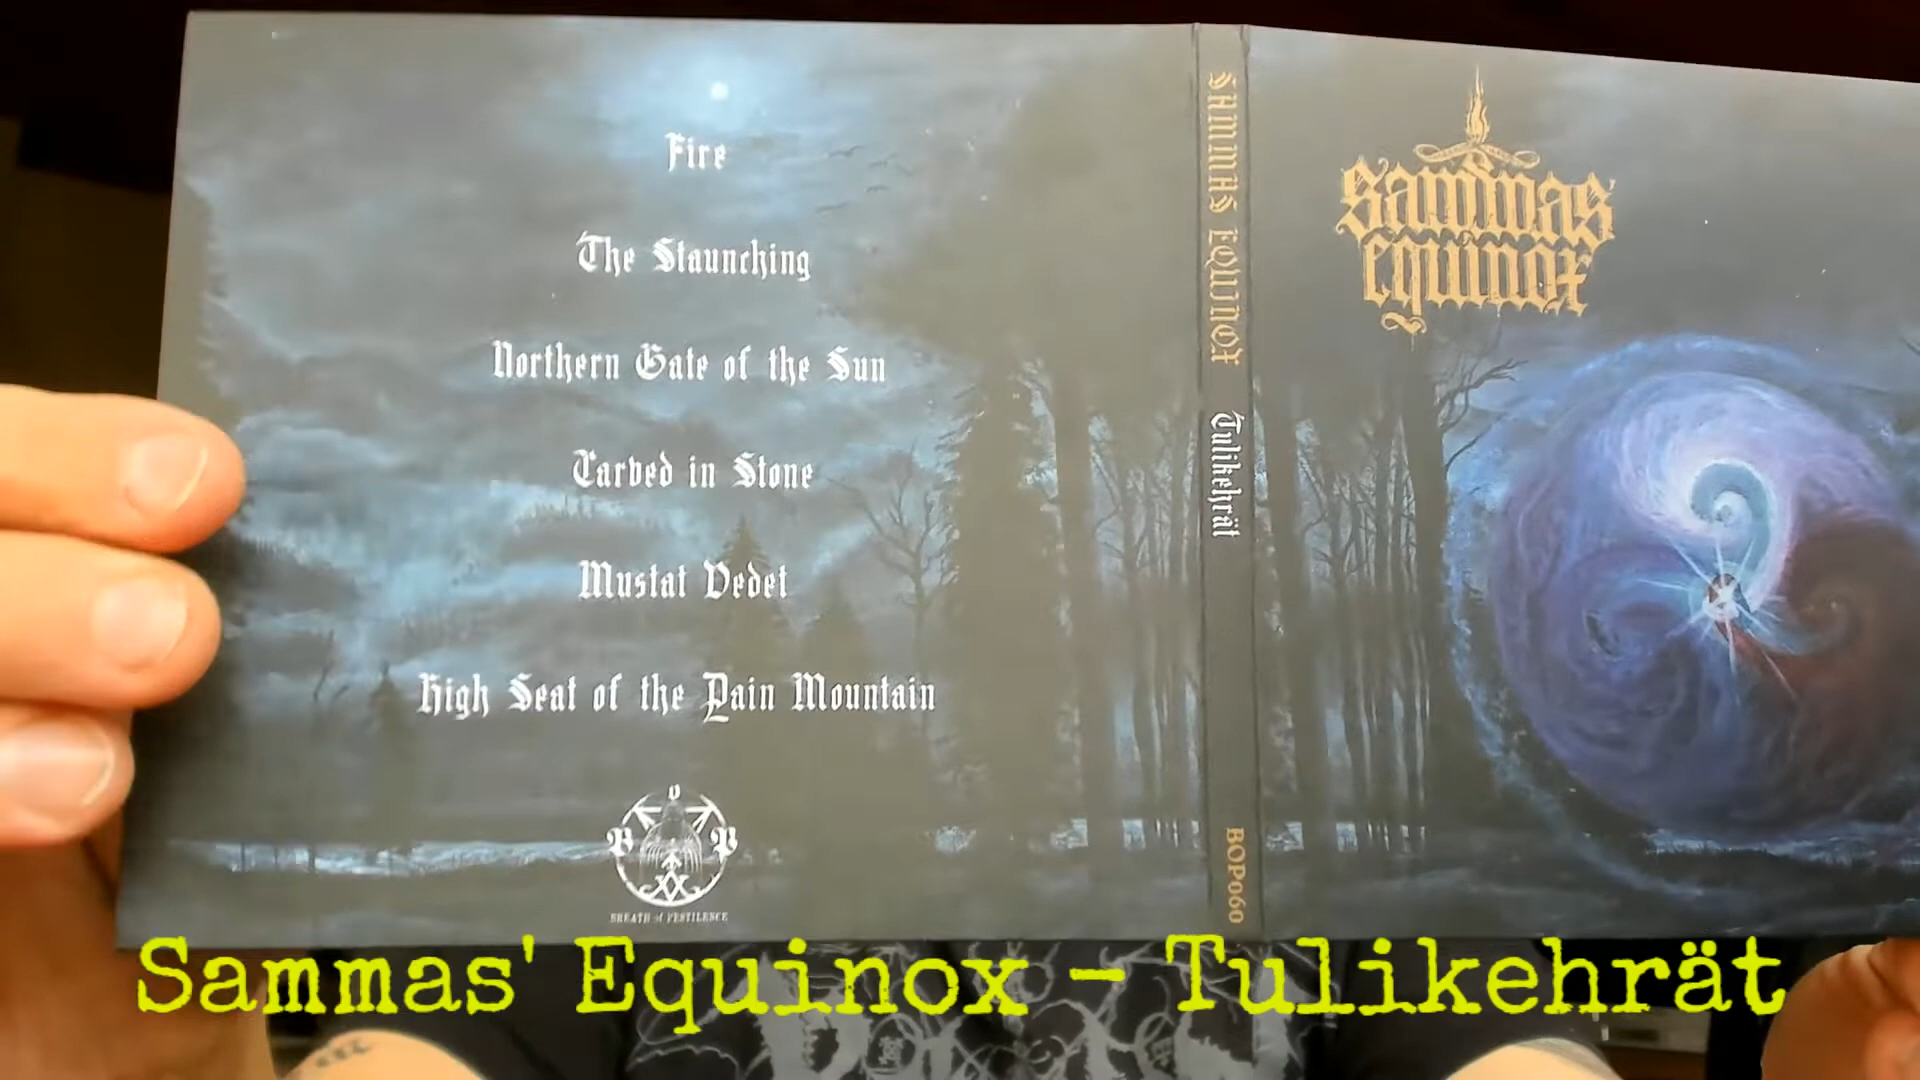 Fire
The Staunching
Northern Gate of the Sun
Carved in Stone
Mustat Vedet
High Seat of the Pain Mountain
B O P
BREATH of PESTILENCE
SAMMAS EQUINOX Tulikehrät BOP060
Sammas'
Equinox
Sammas' Equinox - Tulikehrät